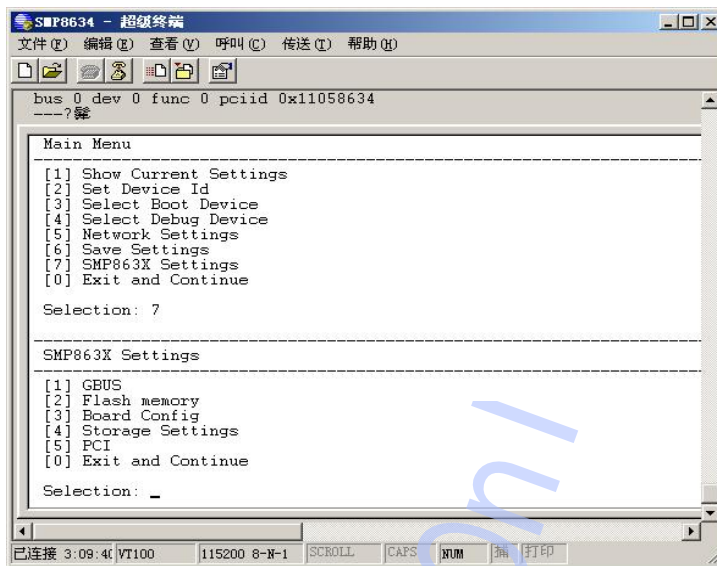 SMP8634 - 超级终端
文件(F) 编辑(E) 查看(V) 呼叫(C) 传送(T) 帮助(H)
bus 0 dev 0 func 0 pciid 0x11058634
---?
Main Menu
[1] Show Current Settings
[2] Set Device Id
[3] Select Boot Device
[4] Select Debug Device
[5] Network Settings
[6] Save Settings
[7] SMP863X Settings
[0] Exit and Continue
Selection: 7
SMP863X Settings
[1] GBUS
[2] Flash memory
[3] Board Config
[4] Storage Settings
[5] PCI
[0] Exit and Continue
Selection: _
已连接 3:09:4 VT100 115200 8-N-1 SCROLL CAPS NUM 捕 打印